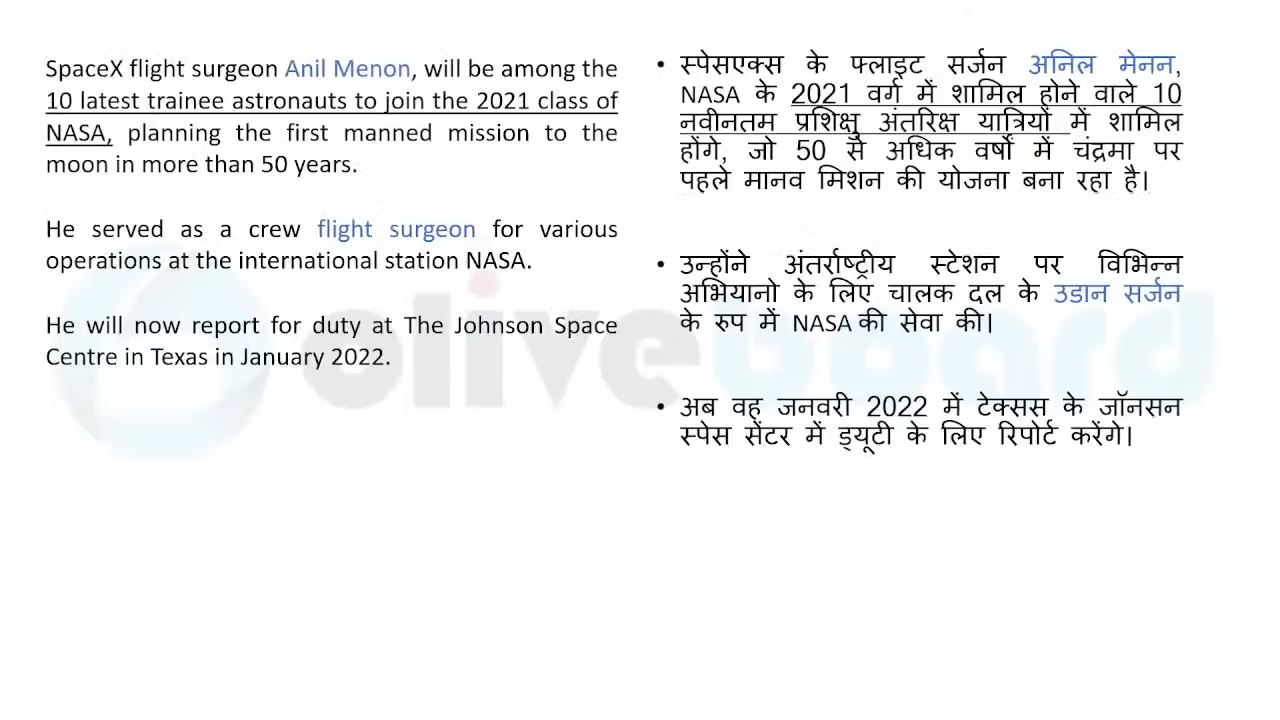 SpaceX flight surgeon Anil Menon, will be among the
10 latest trainee astronauts to join the 2021 class of
NASA, planning the first manned mission to the
moon in more than 50 years.
He served as a crew flight surgeon for various
operations at the international station NASA.
He will now report for duty at The Johnson Space
Centre in Texas in January 2022.
• स्पेसएक्स के फ्लाइट सर्जन अनिल मेनन,
NASA के 2021 वर्ग में शामिल होने वाले 10
नवीनतम प्रशिक्षु अंतरिक्ष यात्रियों में शामिल
होंगे, जो 50 से अधिक वर्षों में चंद्रमा पर
पहले मानव मिशन की योजना बना रहा है।
• उन्होंने अंतर्राष्ट्रीय स्टेशन पर विभिन्न
अभियानो के लिए चालक दल के उडान सर्जन
के रुप में NASA की सेवा की।
• अब वह जनवरी 2022 में टेक्सस के जॉनसन
स्पेस सेंटर में ड्यूटी के लिए रिपोर्ट करेंगे।
oliveboard